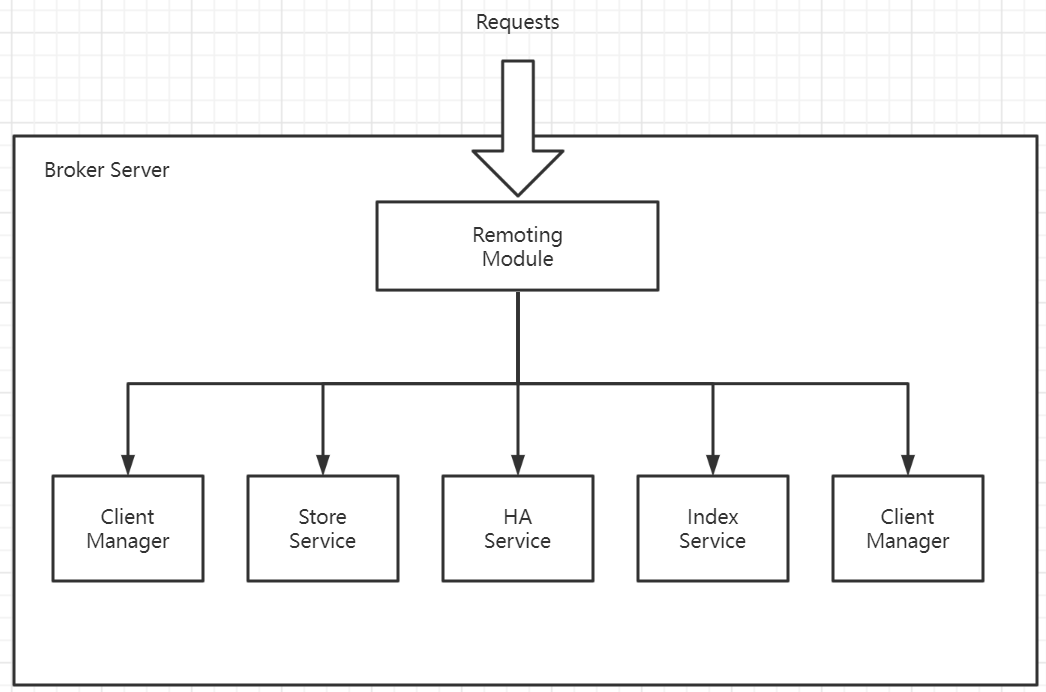 Requests
Broker Server
Remoting
Module
Client
Manager
Store
Service
HA
Service
Index
Service
Client
Manager